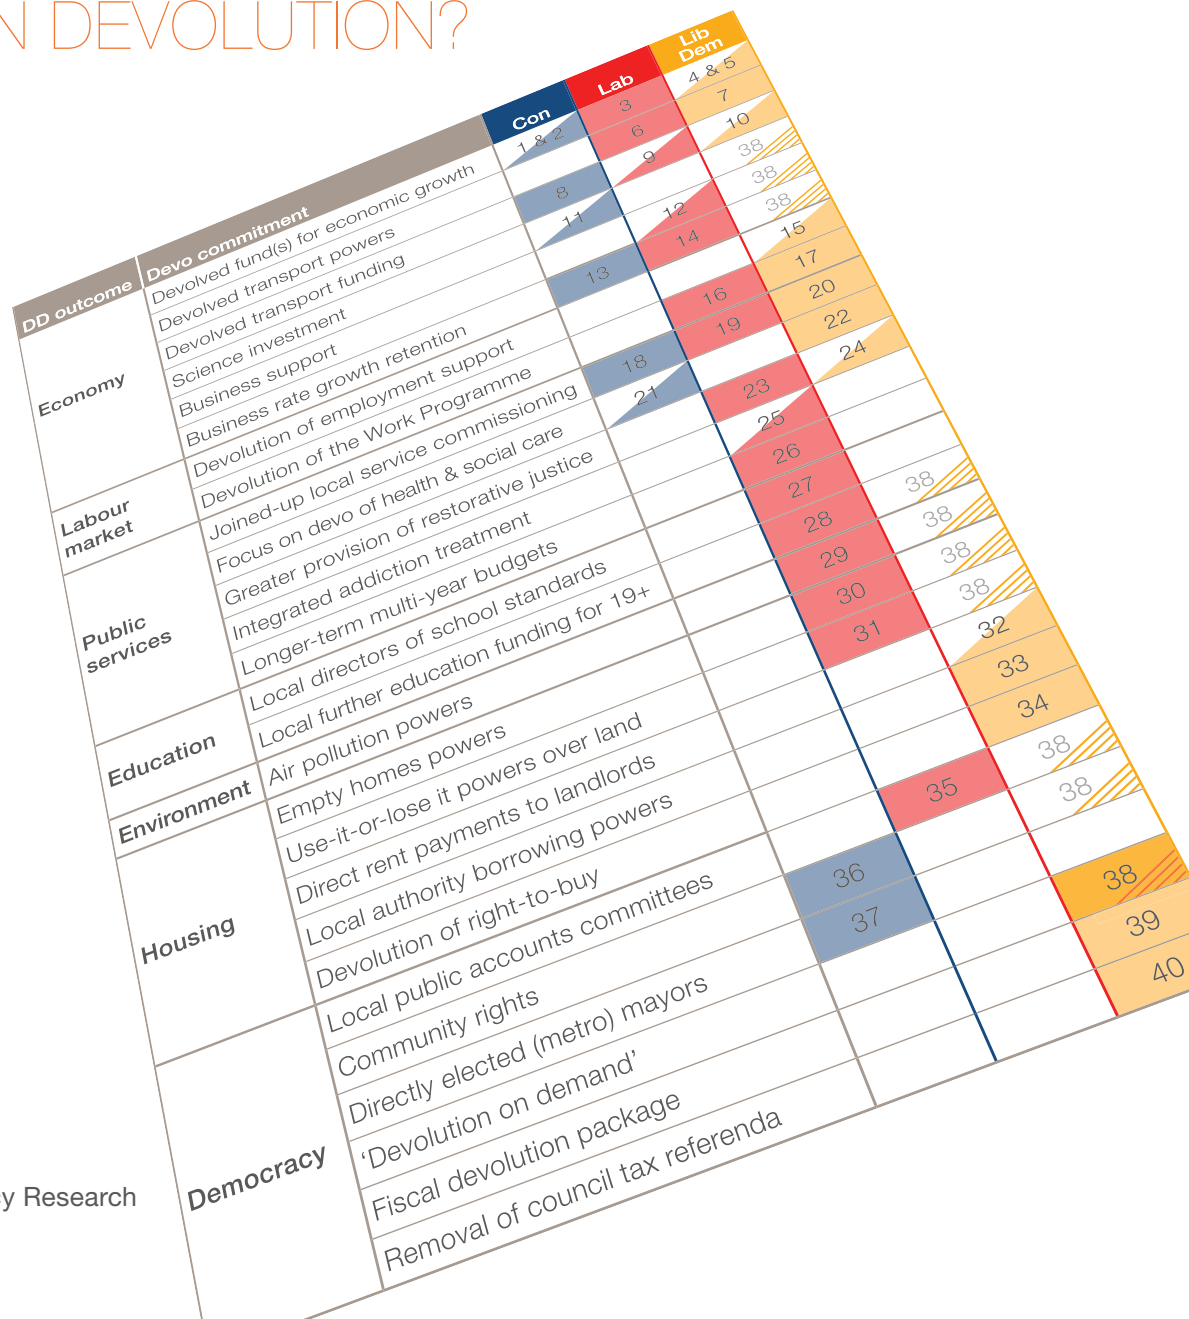 N DEVOLUTION?
DD outcome Devo commitment Con Lab Lib Dem
Economy
Devolved fund(s) for economic growth 1 & 2 3 4 & 5
Devolved transport powers 6 7
Devolved transport funding 8 9 10
Science investment 11 38
Business support 12 38
Business rate growth retention 13 14 38
Labour market
Devolution of employment support 15
Devolution of the Work Programme 16 17
Public services
Joined-up local service commissioning 18 19 20
Focus on devo of health & social care 21 22
Greater provision of restorative justice 23 24
Integrated addiction treatment 25
Longer-term multi-year budgets 26
Education
Local directors of school standards 27
Local further education funding for 19+ 28 38
Environment
Air pollution powers 29 38
Housing
Empty homes powers 30 38
Use-it-or-lose it powers over land 31 38
Direct rent payments to landlords 32
Local authority borrowing powers 33
Devolution of right-to-buy 34
Democracy
Local public accounts committees 35 38
Community rights 36 38
Directly elected (metro) mayors 37
‘Devolution on demand’ 38
Fiscal devolution package 39
Removal of council tax referenda 40
y Research